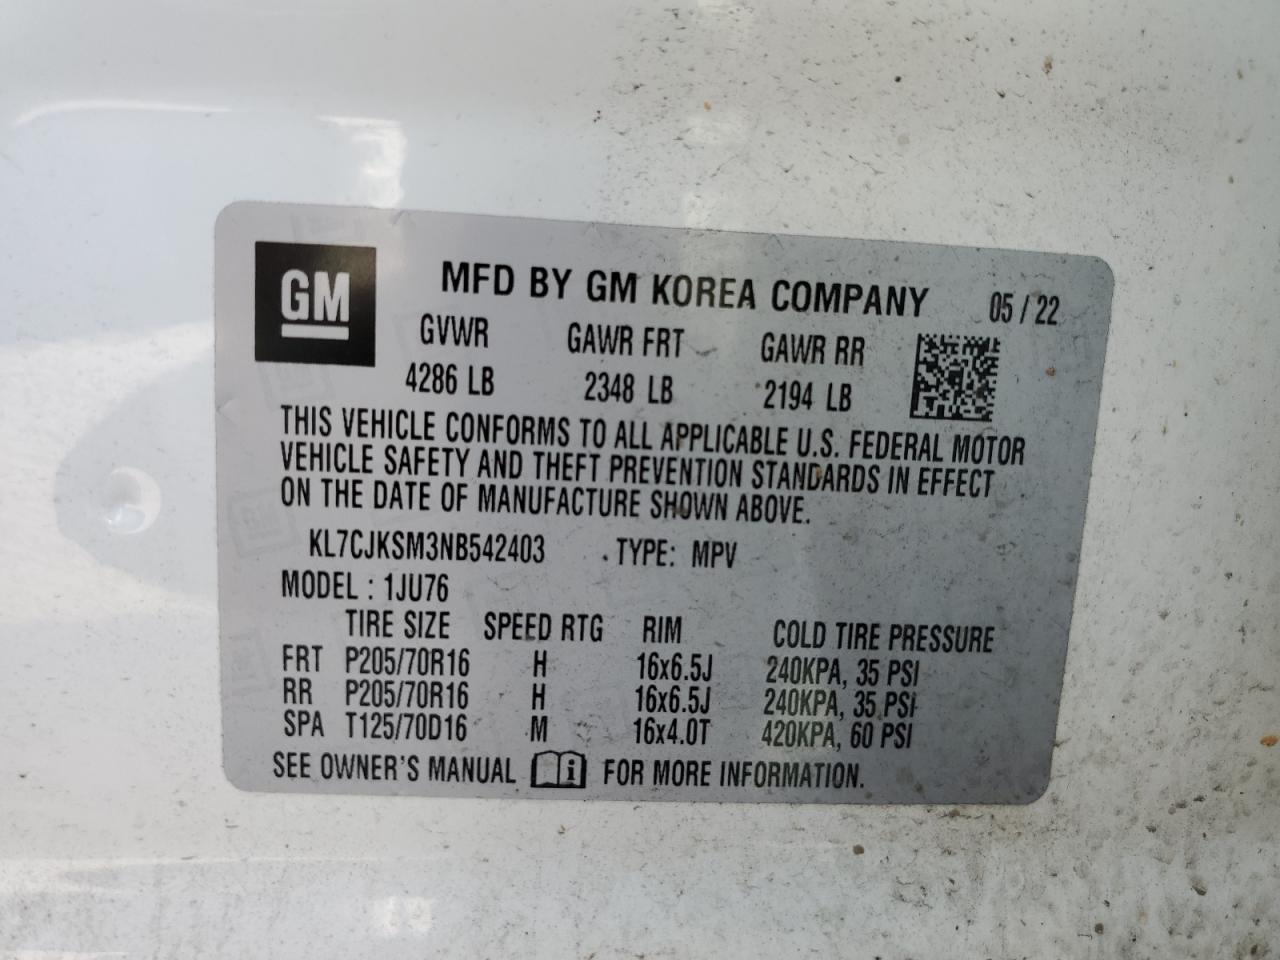 GM
MFD BY GM KOREA COMPANY 05 / 22
GVWR GAWR FRT GAWR RR
4286 LB 2348 LB 2194 LB
THIS VEHICLE CONFORMS TO ALL APPLICABLE U.S. FEDERAL MOTOR
VEHICLE SAFETY AND THEFT PREVENTION STANDARDS IN EFFECT
ON THE DATE OF MANUFACTURE SHOWN ABOVE.
KL7CJKSM3NB542403 . TYPE: MPV
MODEL : 1JU76
TIRE SIZE SPEED RTG RIM COLD TIRE PRESSURE
FRT P205/70R16 H 16x6.5J 240KPA, 35 PSI
RR P205/70R16 H 16x6.5J 240KPA, 35 PSI
SPA T125/70D16 M 16x4.0T 420KPA, 60 PSI
SEE OWNER'S MANUAL FOR MORE INFORMATION.